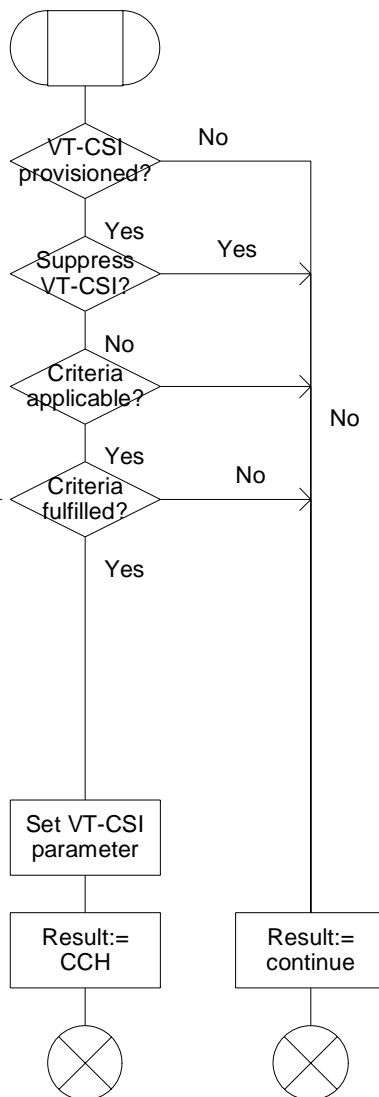 VT-CSI
provisioned?
No
Yes
Suppress
VT-CSI?
Yes
No
Criteria
applicable?
No
Yes
Criteria
fulfilled?
No
Yes
Set VT-CSI
parameter
Result:=
CCH
Result:=
continue